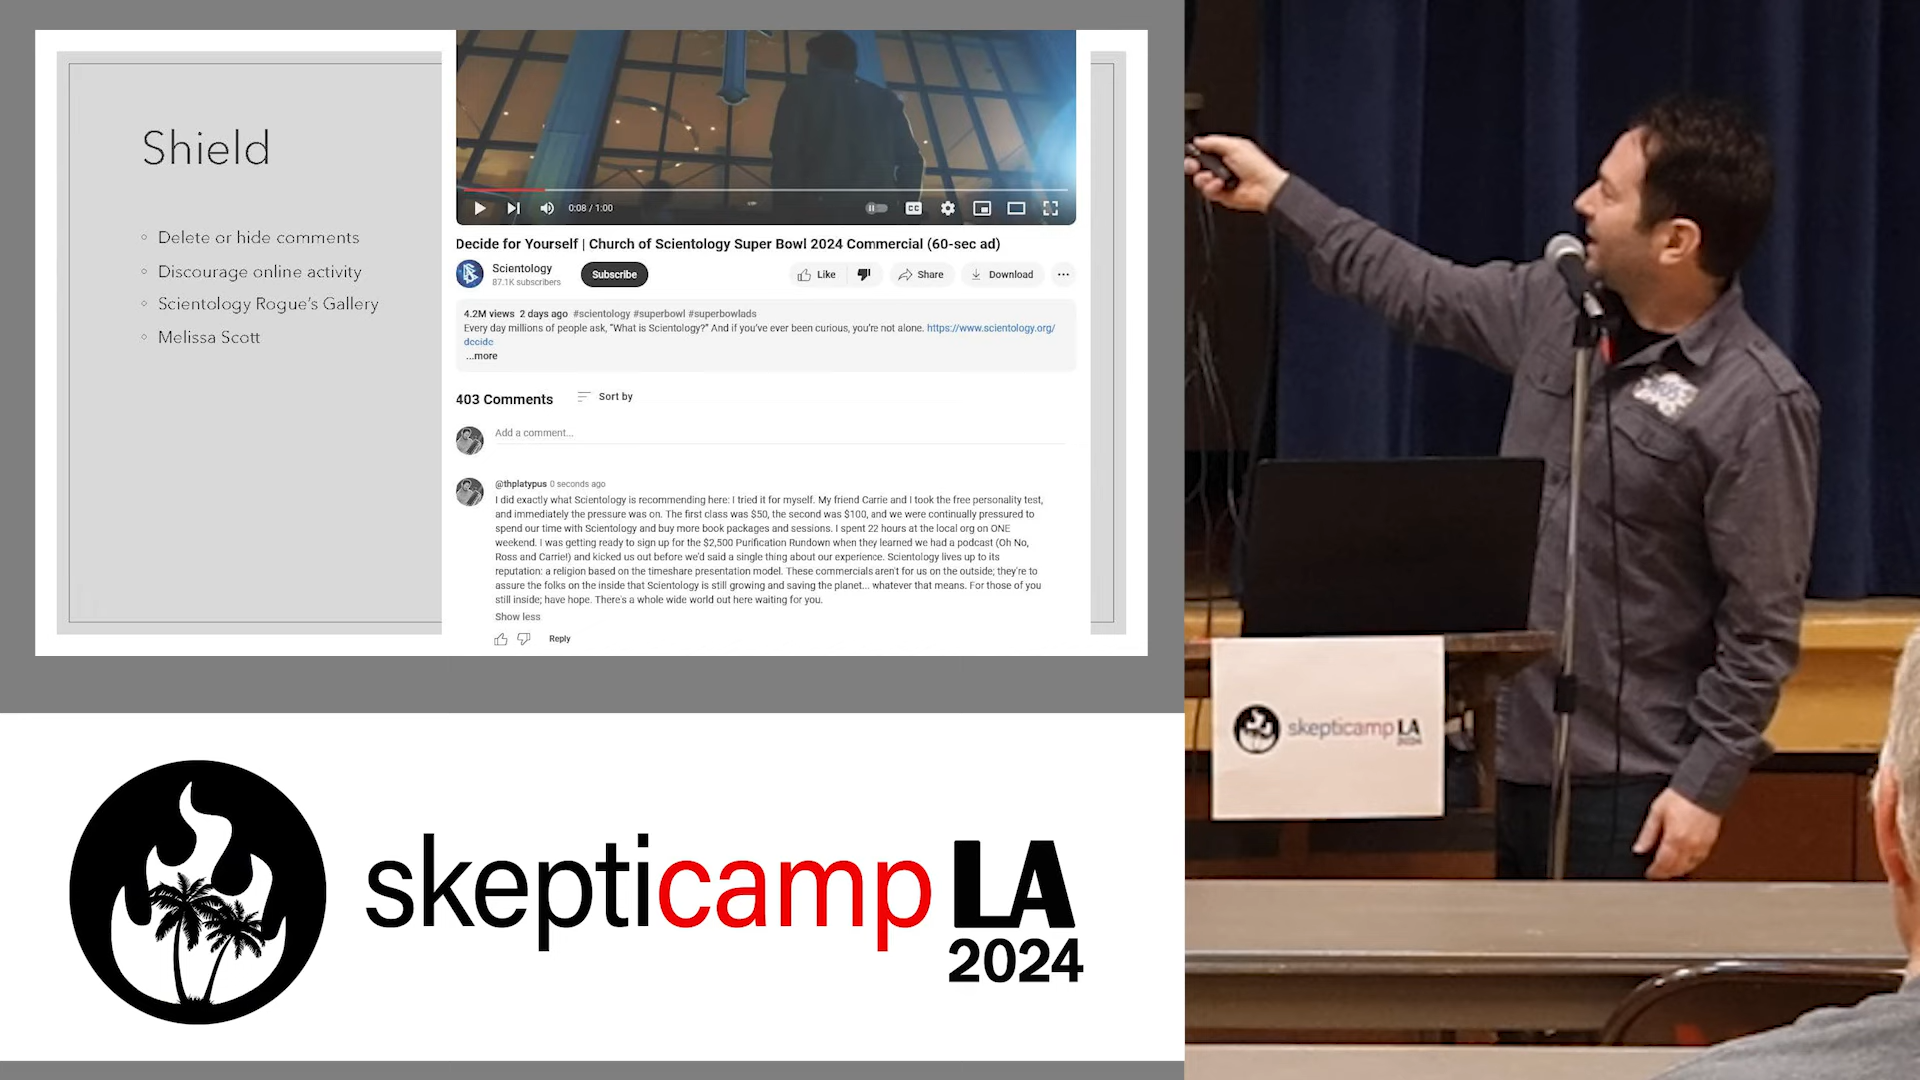 Shield
Delete or hide comments
Discourage online activity
Scientology Rogue's Gallery
Melissa Scott
0:08 / 1:00
CC
Decide for Yourself | Church of Scientology Super Bowl 2024 Commercial (60-sec ad)
Scientology
87.1K subscribers
Subscribe
Like
Share
Download
4.2M views 2 days ago #scientology #superbowl #superbowlads
Every day millions of people ask, "What is Scientology?" And if you've ever been curious, you're not alone. https://www.scientology.org/
decide
...more
403 Comments
Sort by
Add a comment...
@thplatypus 0 seconds ago
I did exactly what Scientology is recommending here: I tried it for myself. My friend Carrie and I took the free personality test,
and immediately the pressure was on. The first class was $50, the second was $100, and we were continually pressured to
spend our time with Scientology and buy more book packages and sessions. I spent 22 hours at the local org on ONE
weekend. I was getting ready to sign up for the $2,500 Purification Rundown when they learned we had a podcast (Oh No,
Ross and Carrie!) and kicked us out before we'd said a single thing about our experience. Scientology lives up to its
reputation: a religion based on the timeshare presentation model. These commercials aren't for us on the outside; they're to
assure the folks on the inside that Scientology is still growing and saving the planet... whatever that means. For those of you
still inside; have hope. There's a whole wide world out here waiting for you.
Show less
Reply
skepticamp LA
2024
skepticamp LA
2024